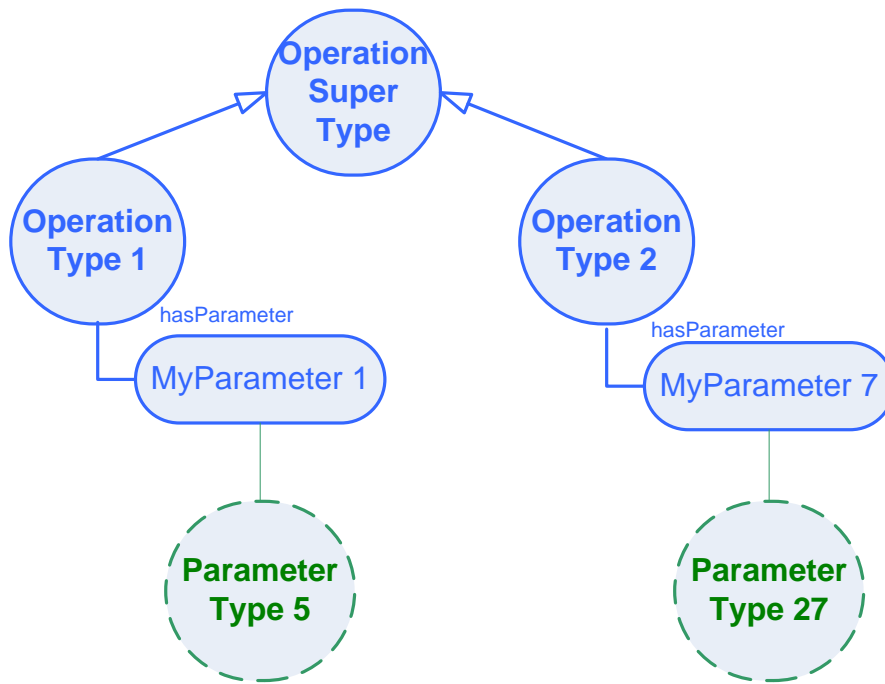 Operation
Super
Type
Operation
Type 1
Operation
Type 2
hasParameter
hasParameter
MyParameter 1
MyParameter 7
Parameter
Type 5
Parameter
Type 27